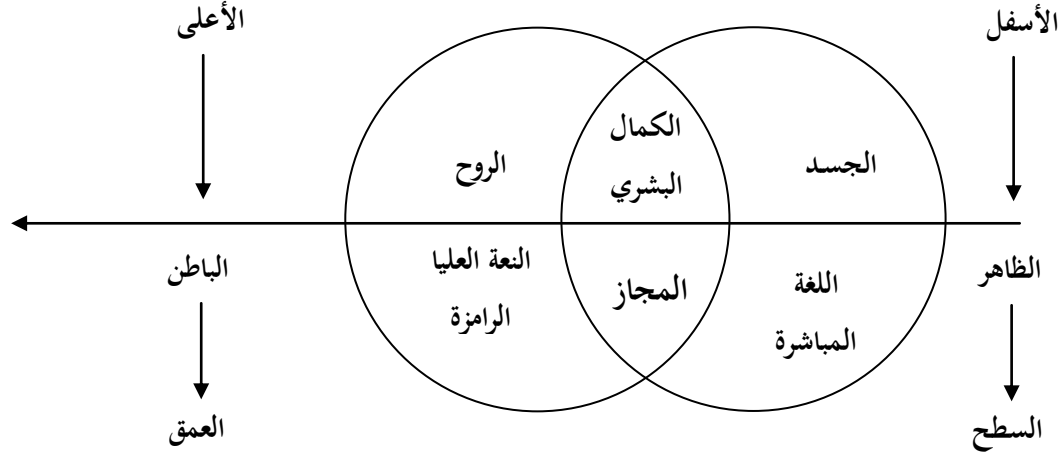 الأسفل
الأعلى
الكمال
البشري
الجسد
الروح
الظاهر
اللغة
المباشرة
المجاز
النعة العليا
الرامزة
الباطن
السطح
العمق